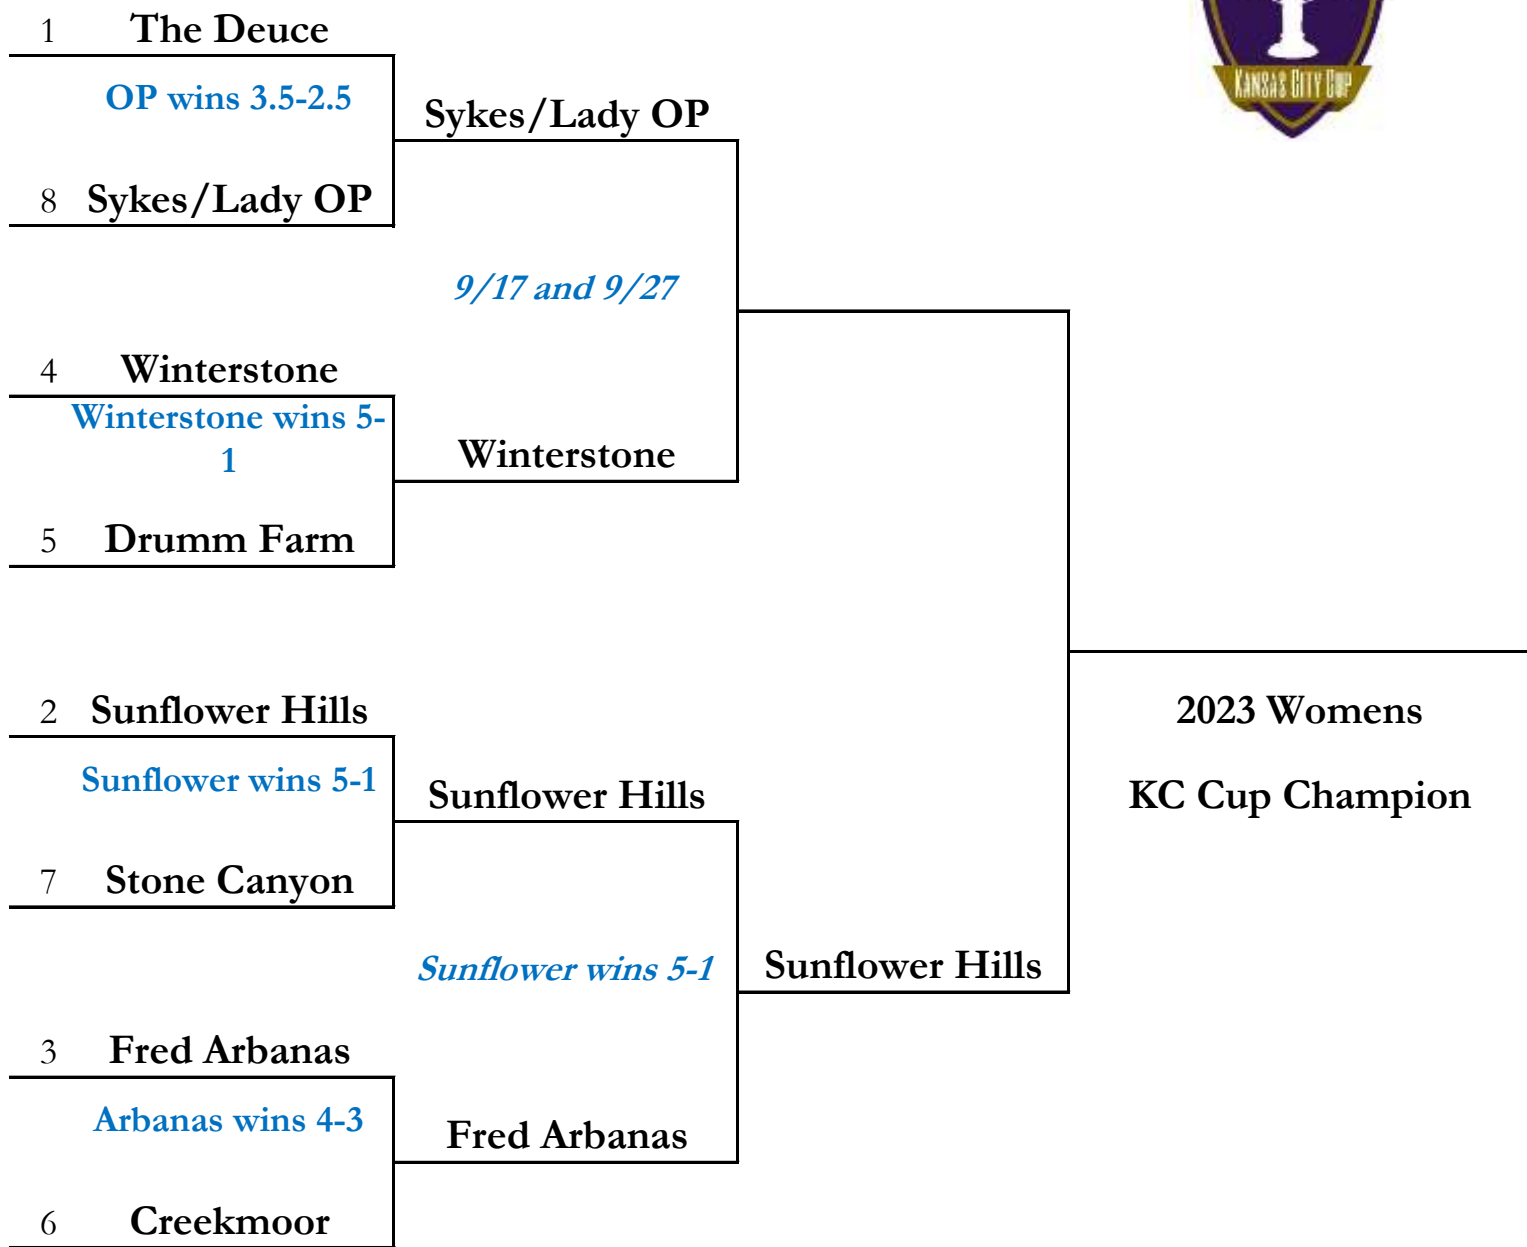 1 The Deuce
OP wins 3.5-2.5
Sykes/Lady OP
8 Sykes/Lady OP
9/17 and 9/27
4 Winterstone
Winterstone wins 5-
1
Winterstone
5 Drumm Farm
2 Sunflower Hills
Sunflower wins 5-1
Sunflower Hills
7 Stone Canyon
Sunflower wins 5-1
Sunflower Hills
3 Fred Arbanas
Arbanas wins 4-3
Fred Arbanas
6 Creekmoor
KANSAS CITY CUP
2023 Womens
KC Cup Champion